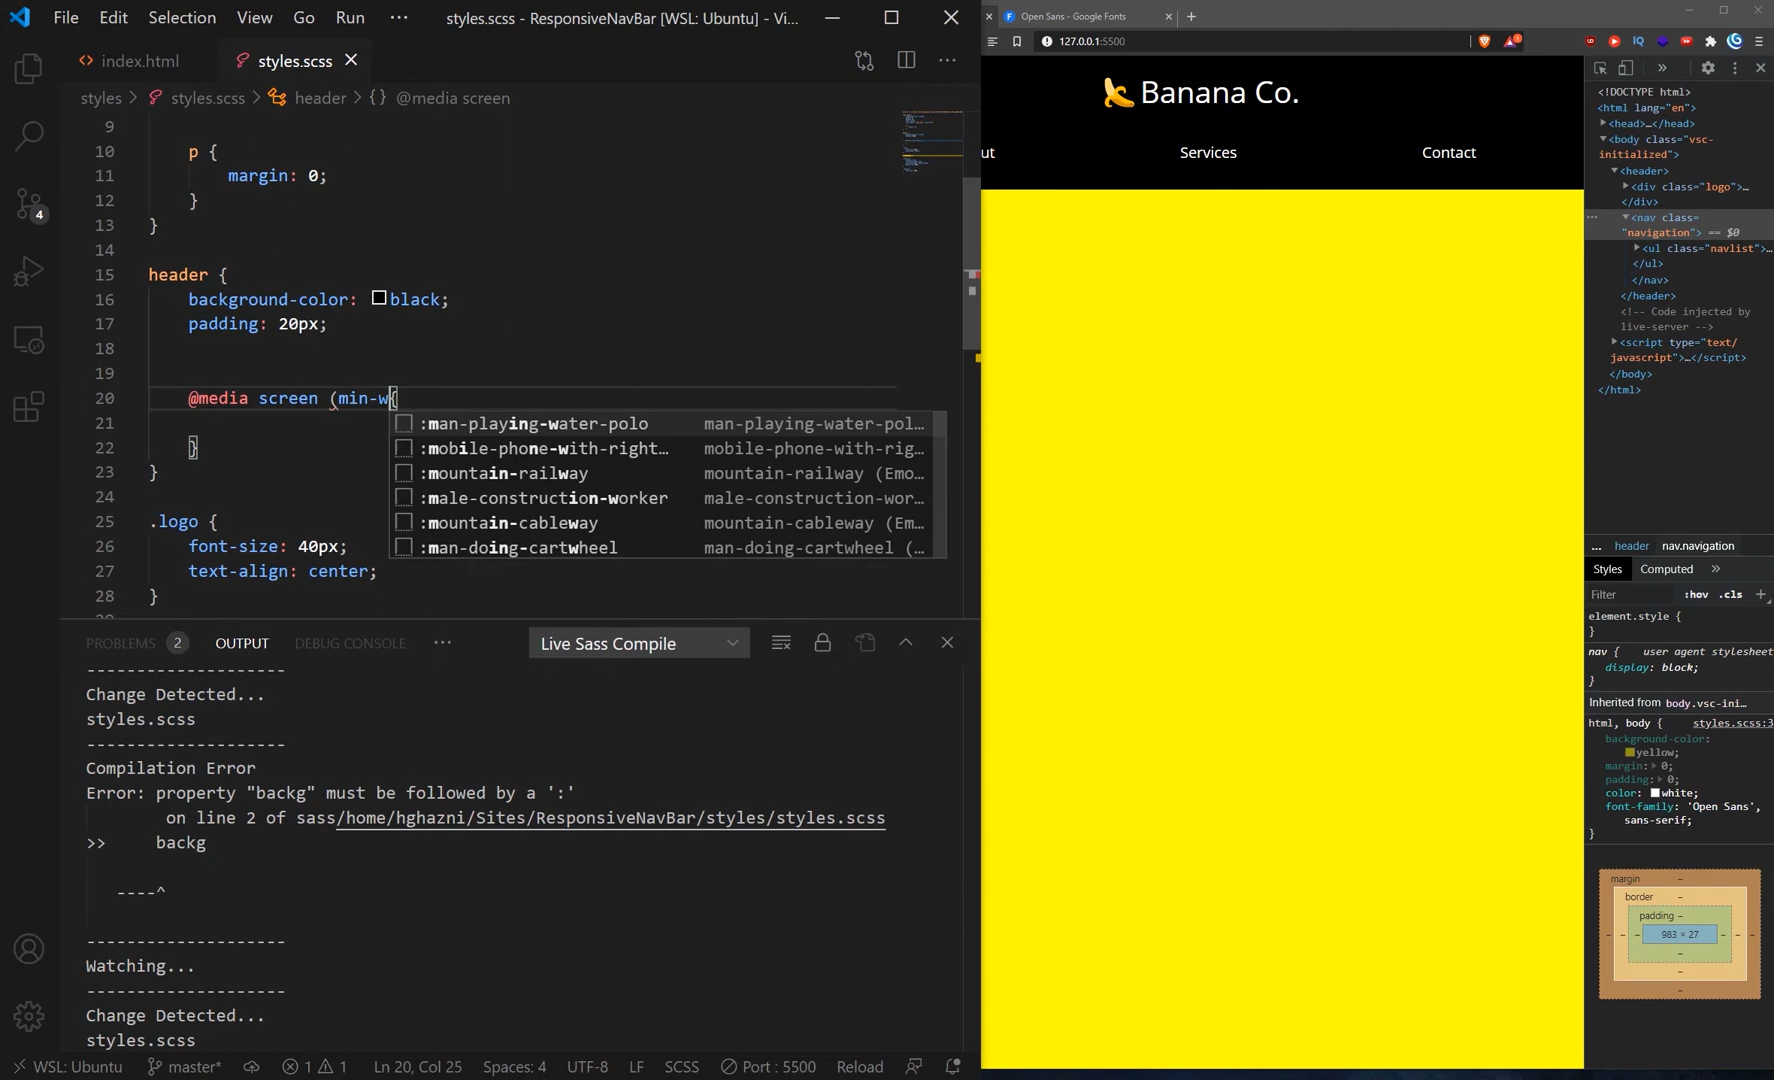 File Edit Selection View Go Run ··· styles.scss - ResponsiveNavBar [WSL: Ubuntu] - Vi...
index.html styles.scss
styles > styles.scss > header > {} @media screen
9
10 p {
11 margin: 0;
12 }
13 }
14
15 header {
16 background-color: black;
17 padding: 20px;
18
19
20 @media screen (min-w{
21
22 }
23 }
24
25 .logo {
26 font-size: 40px;
27 text-align: center;
28 }
:man-playing-water-polo man-playing-water-pol...
:mobile-phone-with-right... mobile-phone-with-rig...
:mountain-railway mountain-railway (Emo...
:male-construction-worker male-construction-wor...
:mountain-cableway mountain-cableway (Em...
:man-doing-cartwheel man-doing-cartwheel (...
4
PROBLEMS 2 OUTPUT DEBUG CONSOLE ··· Live Sass Compile
--------------------
Change Detected...
styles.scss
--------------------
Compilation Error
Error: property "backg" must be followed by a ':'
on line 2 of sass/home/hghazni/Sites/ResponsiveNavBar/styles/styles.scss
>> backg
----^
--------------------
Watching...
--------------------
Change Detected...
styles.scss
WSL: Ubuntu master* 1 1 Ln 20, Col 25 Spaces: 4 UTF-8 LF SCSS Port : 5500 Reload
Open Sans - Google Fonts
127.0.0.1:5500
🍌 Banana Co.
ut Services Contact
<!DOCTYPE html>
<html lang="en">
<head>…</head>
<body class="vsc-
initialized">
<header>
<div class="logo">…
</div>
<nav class=
"navigation"> == $0
<ul class="navlist">…
</ul>
</nav>
</header>
<!-- Code injected by
live-server -->
<script type="text/
javascript">…</script>
</body>
</html>
... header nav.navigation
Styles Computed »
Filter :hov .cls +
element.style {
}
nav { user agent stylesheet
display: block;
}
Inherited from body.vsc-ini…
html, body { styles.scss:3
background-color:
yellow;
margin: 0;
padding: 0;
color: white;
font-family: 'Open Sans',
sans-serif;
}
margin –
border –
padding –
– – – 983 × 27 – – –
–
–
–